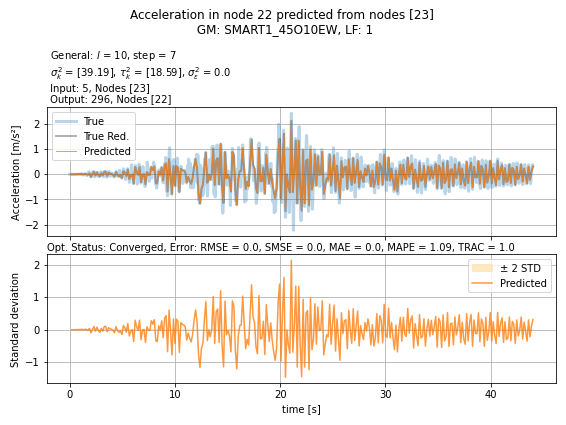 Acceleration in node 22 predicted from nodes [23]
GM: SMART1_45O10EW, LF: 1
General: l = 10, step = 7
σ²ₖ = [39.19], τ²ₖ = [18.59], σ²ε = 0.0
Input: 5, Nodes [23]
Output: 296, Nodes [22]
True
True Red.
Predicted
Acceleration [m/s²]
2
1
0
−1
−2
Opt. Status: Converged, Error: RMSE = 0.0, SMSE = 0.0, MAE = 0.0, MAPE = 1.09, TRAC = 1.0
± 2 STD
Predicted
Standard deviation
2
1
0
−1
0
10
20
30
40
time [s]